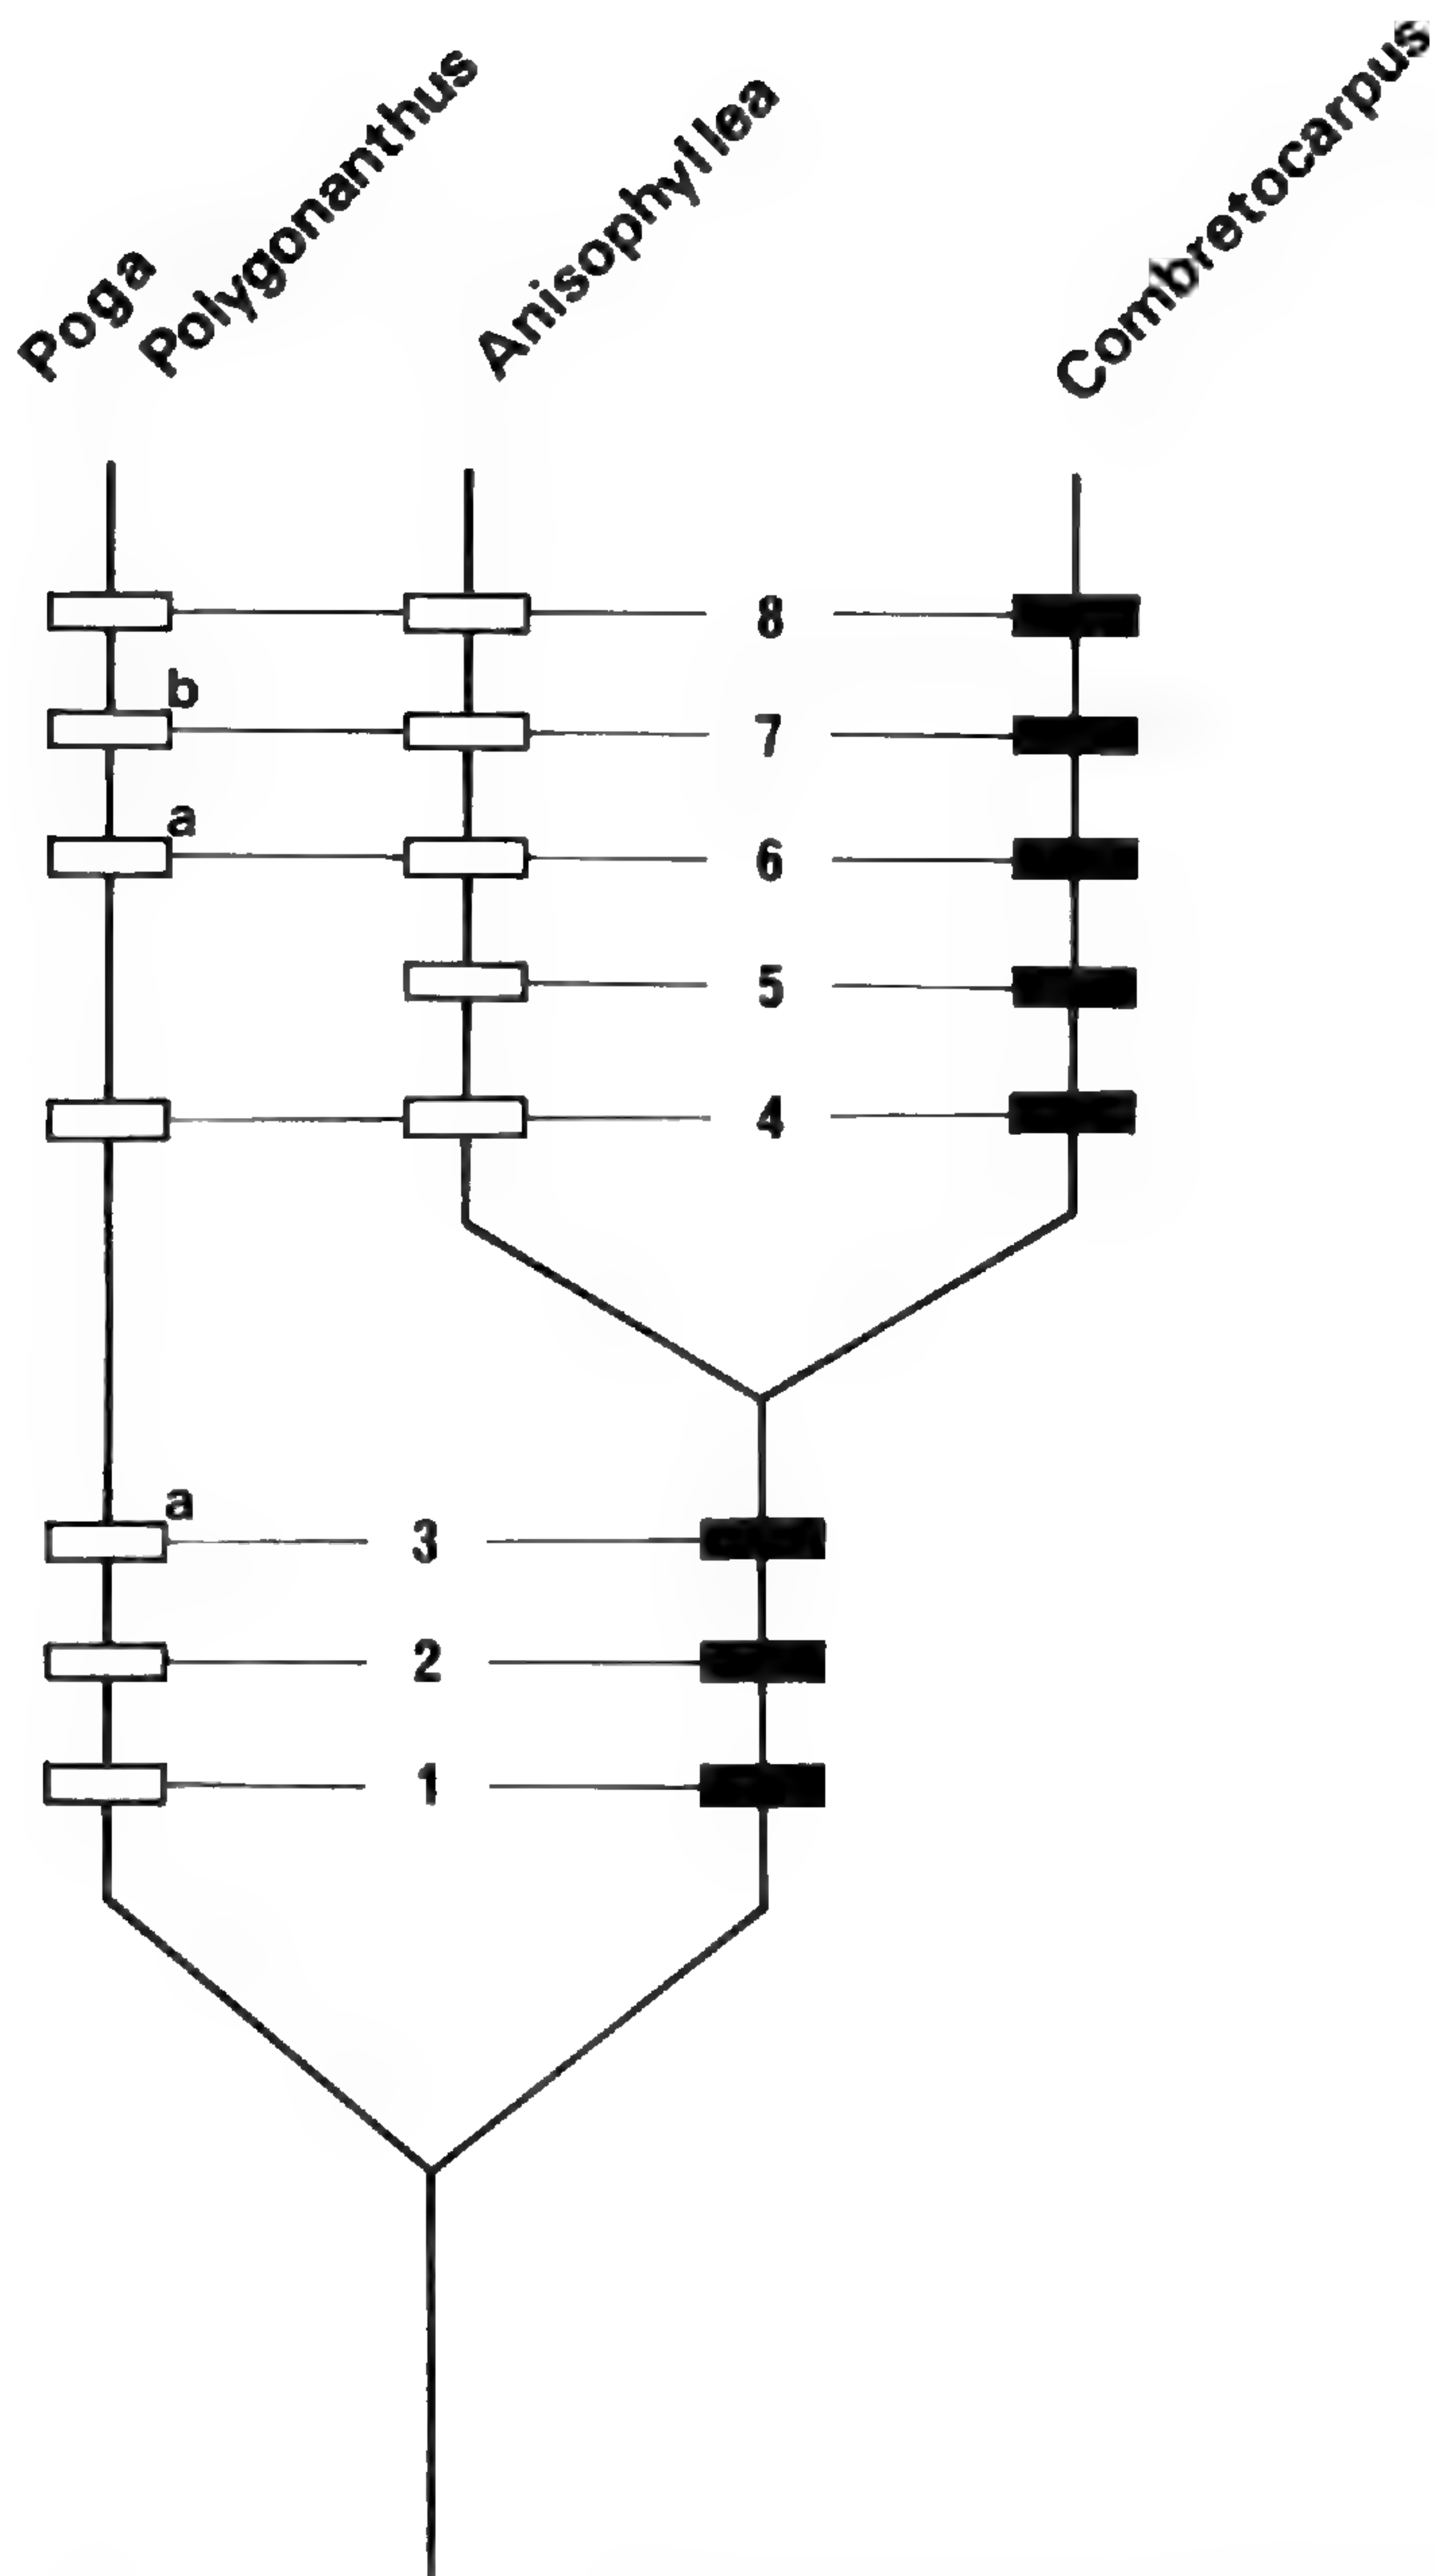 Poga
Polygonanthus
Anisophyllea
Combretocarpus
8
b
7
a
6
5
4
a
3
2
1